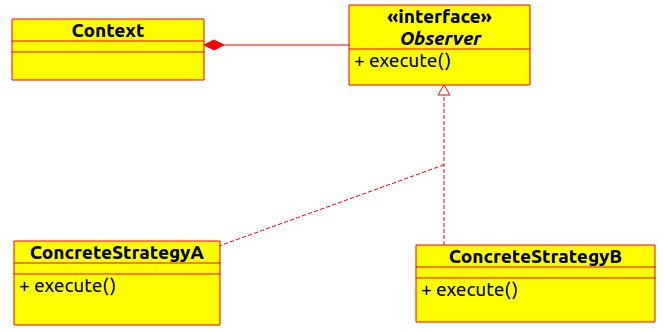 Context
«interface»
Observer
+ execute()
ConcreteStrategyA
+ execute()
ConcreteStrategyB
+ execute()